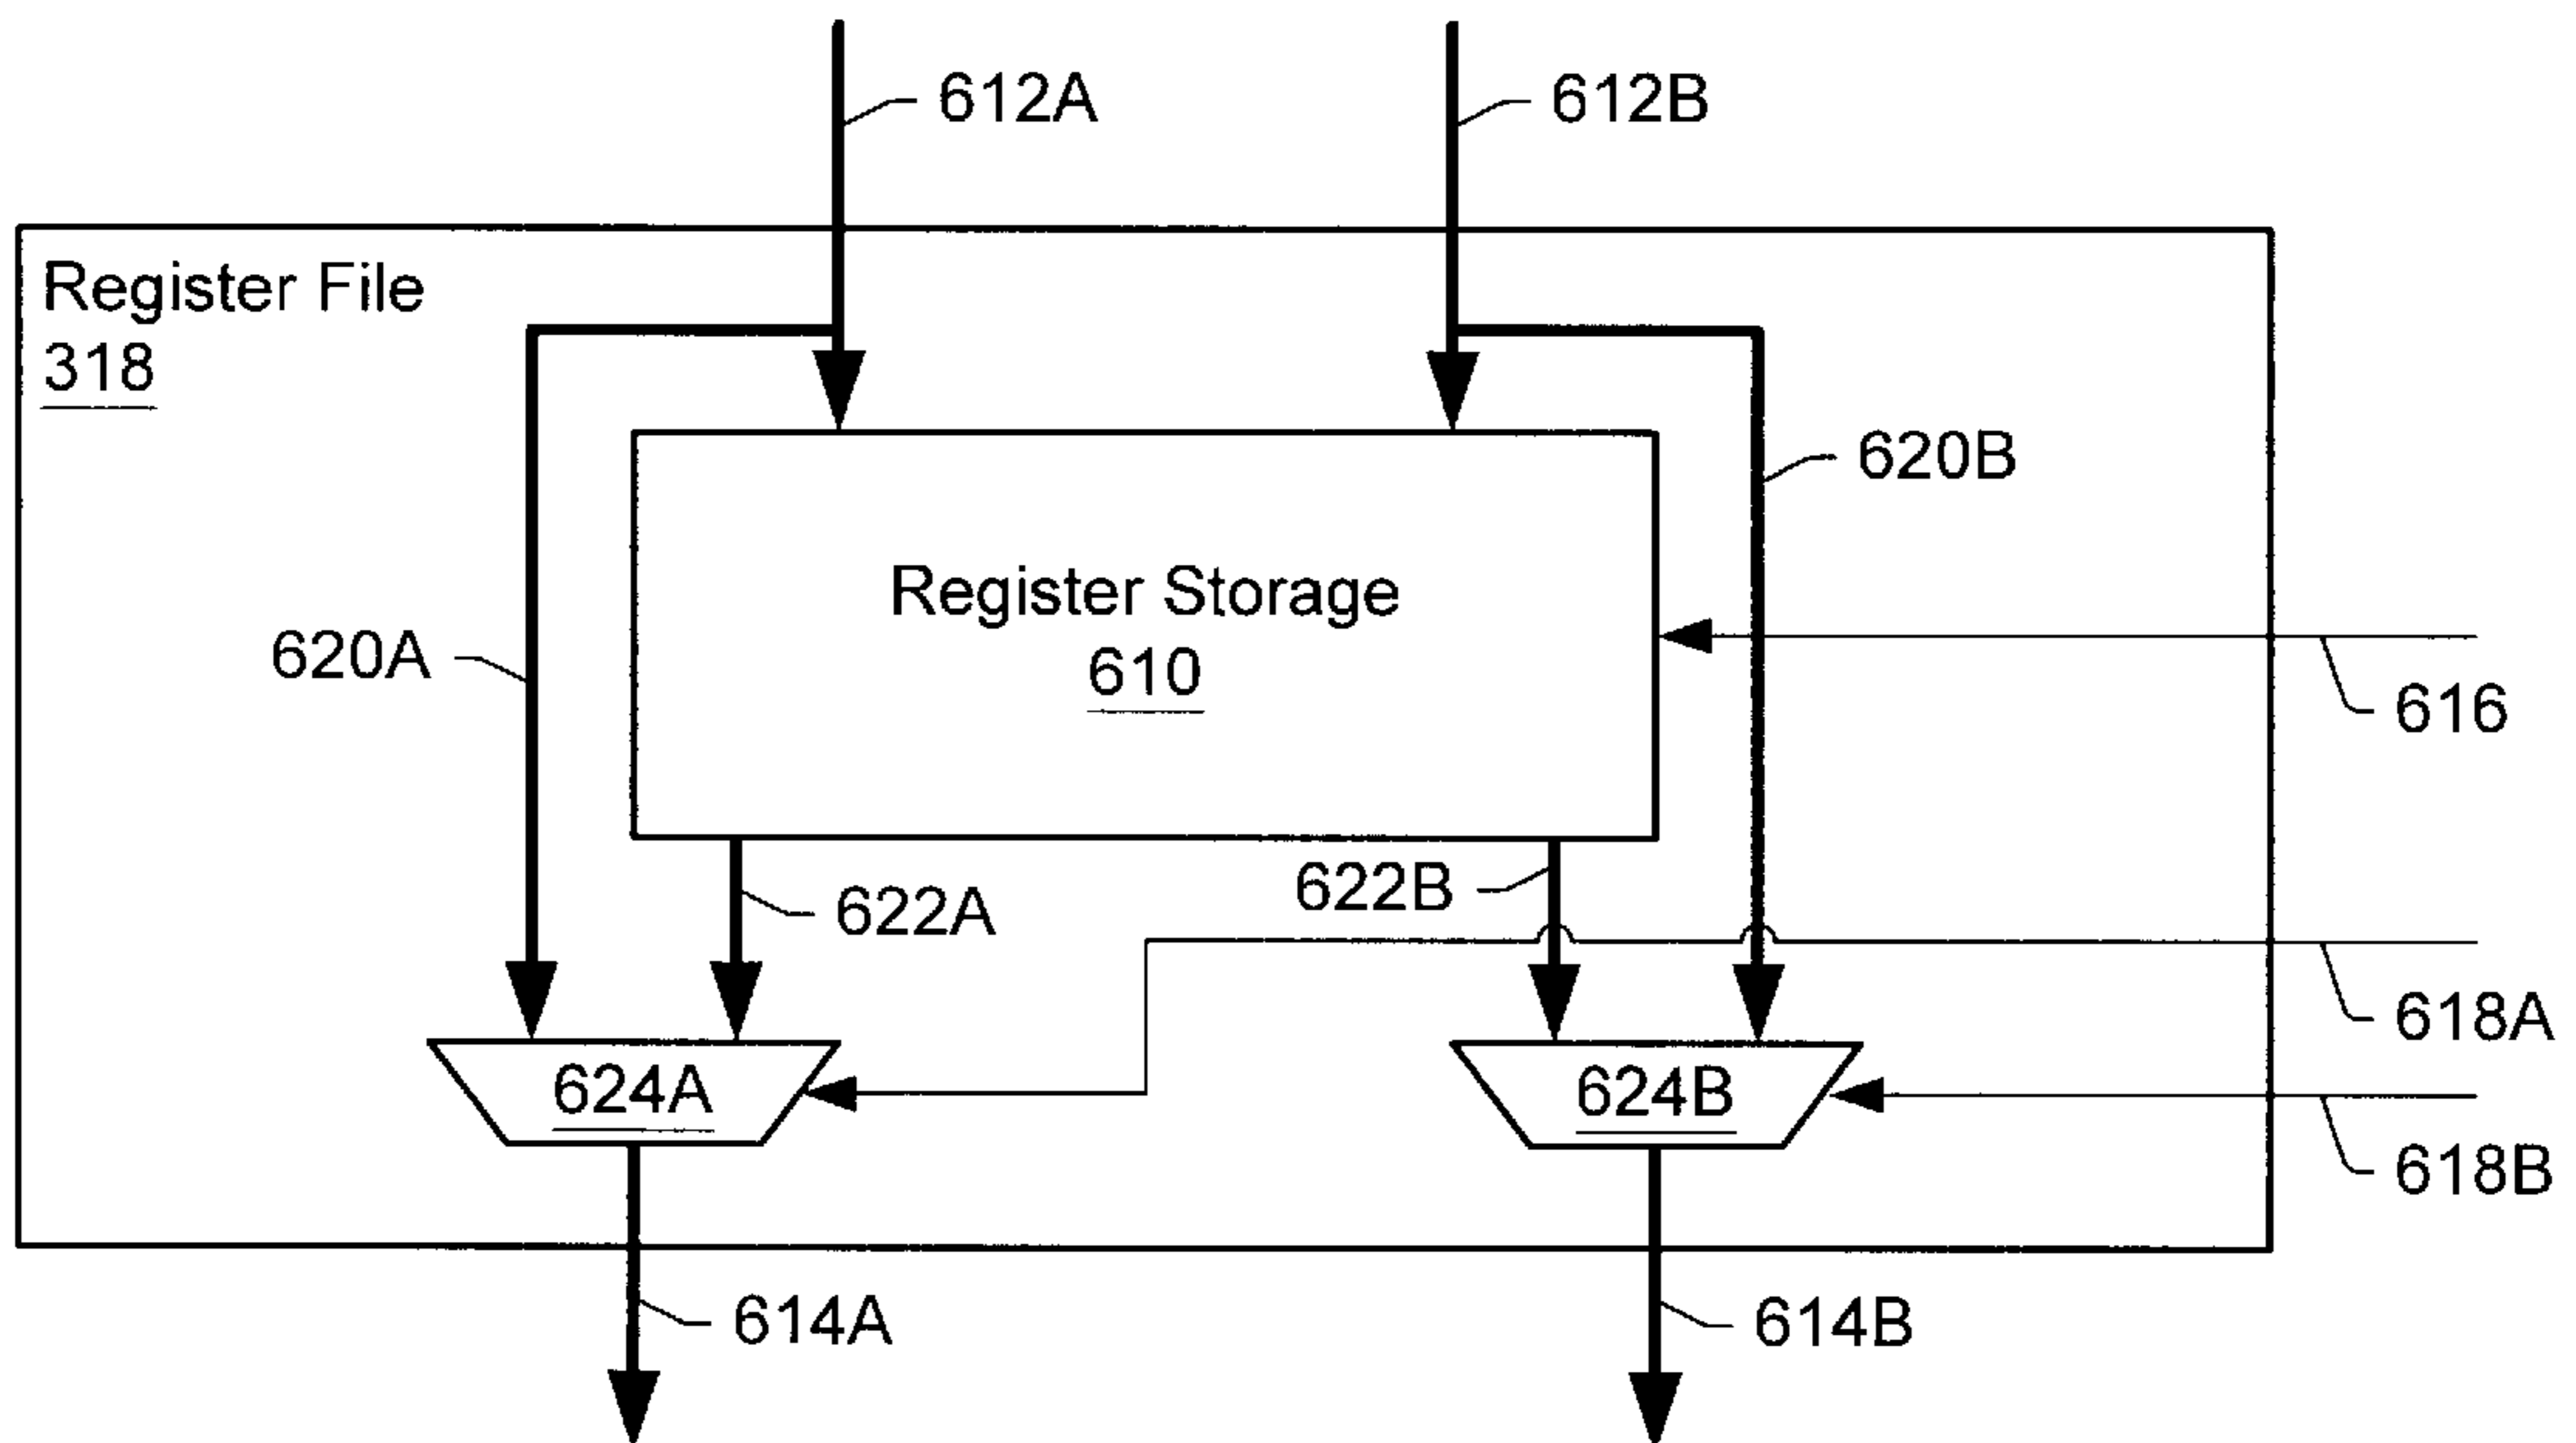 612A
612B
Register File
318
620B
Register Storage
610
620A
616
622B
622A
618A
624A
624B
618B
614A
614B